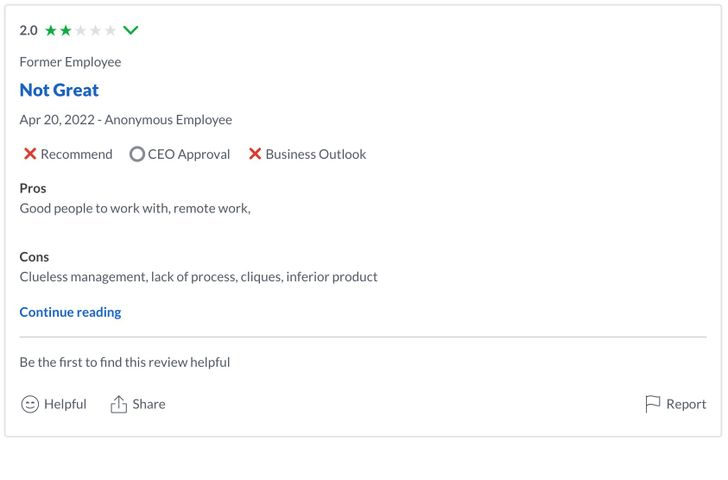 2.0
Former Employee
Not Great
Apr 20, 2022 - Anonymous Employee
Recommend CEO Approval Business Outlook
Pros
Good people to work with, remote work,
Cons
Clueless management, lack of process, cliques, inferior product
Continue reading
Be the first to find this review helpful
Helpful Share Report